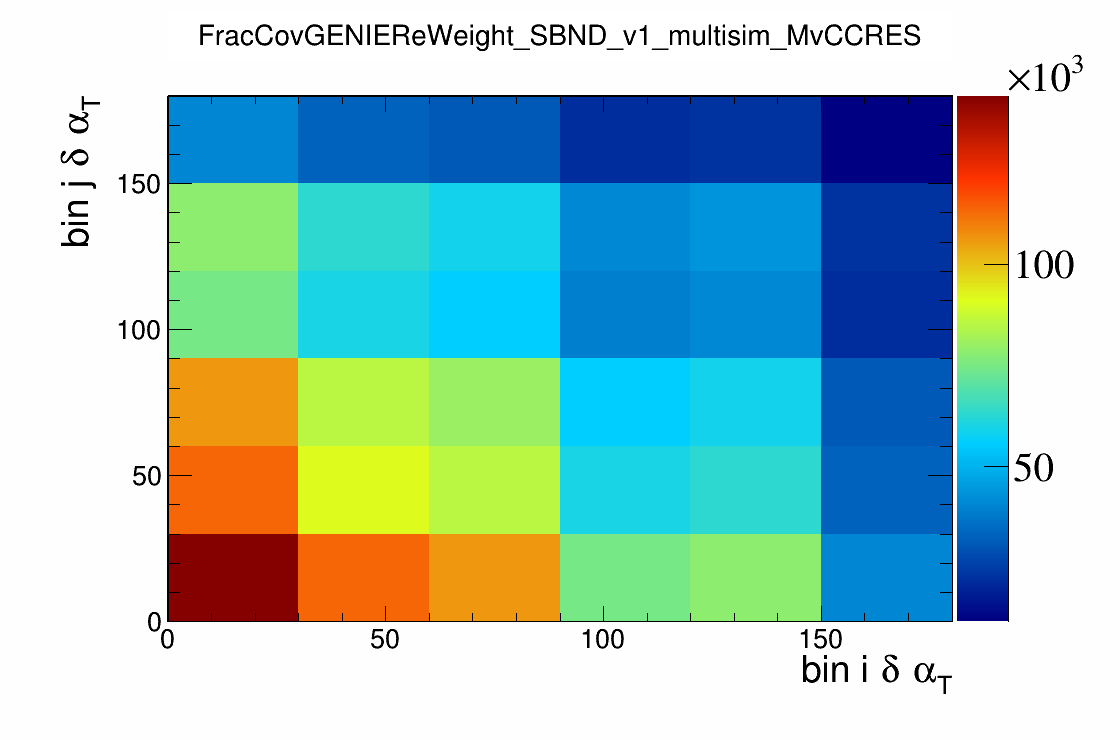 FracCovGENIEReWeight_SBND_v1_multisim_MvCCRES
×10³
bin j δ α_T
150
100
50
0
0 50 100 150
bin i δ α_T
100
50